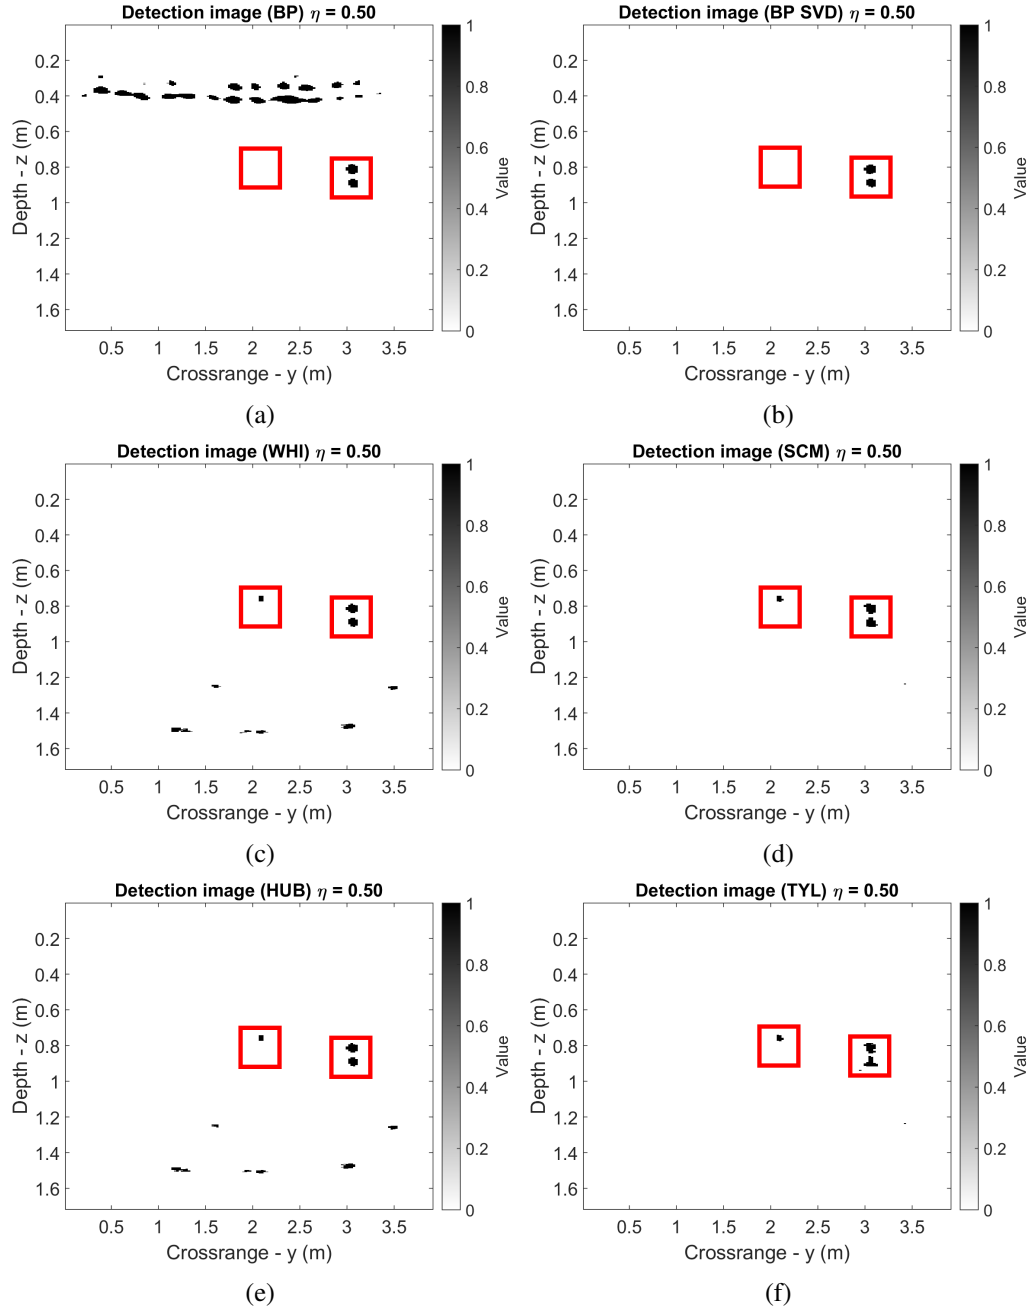 Detection image (BP) η = 0.50
Depth - z (m)
0.2
0.4
0.6
0.8
1
1.2
1.4
1.6
0.5 1 1.5 2 2.5 3 3.5
Crossrange - y (m)
1
0.8
0.6
0.4
0.2
0
Value
(a)
Detection image (BP SVD) η = 0.50
Depth - z (m)
0.2
0.4
0.6
0.8
1
1.2
1.4
1.6
0.5 1 1.5 2 2.5 3 3.5
Crossrange - y (m)
1
0.8
0.6
0.4
0.2
0
Value
(b)
Detection image (WHI) η = 0.50
Depth - z (m)
0.2
0.4
0.6
0.8
1
1.2
1.4
1.6
0.5 1 1.5 2 2.5 3 3.5
Crossrange - y (m)
1
0.8
0.6
0.4
0.2
0
Value
(c)
Detection image (SCM) η = 0.50
Depth - z (m)
0.2
0.4
0.6
0.8
1
1.2
1.4
1.6
0.5 1 1.5 2 2.5 3 3.5
Crossrange - y (m)
1
0.8
0.6
0.4
0.2
0
Value
(d)
Detection image (HUB) η = 0.50
Depth - z (m)
0.2
0.4
0.6
0.8
1
1.2
1.4
1.6
0.5 1 1.5 2 2.5 3 3.5
Crossrange - y (m)
1
0.8
0.6
0.4
0.2
0
Value
(e)
Detection image (TYL) η = 0.50
Depth - z (m)
0.2
0.4
0.6
0.8
1
1.2
1.4
1.6
0.5 1 1.5 2 2.5 3 3.5
Crossrange - y (m)
1
0.8
0.6
0.4
0.2
0
Value
(f)